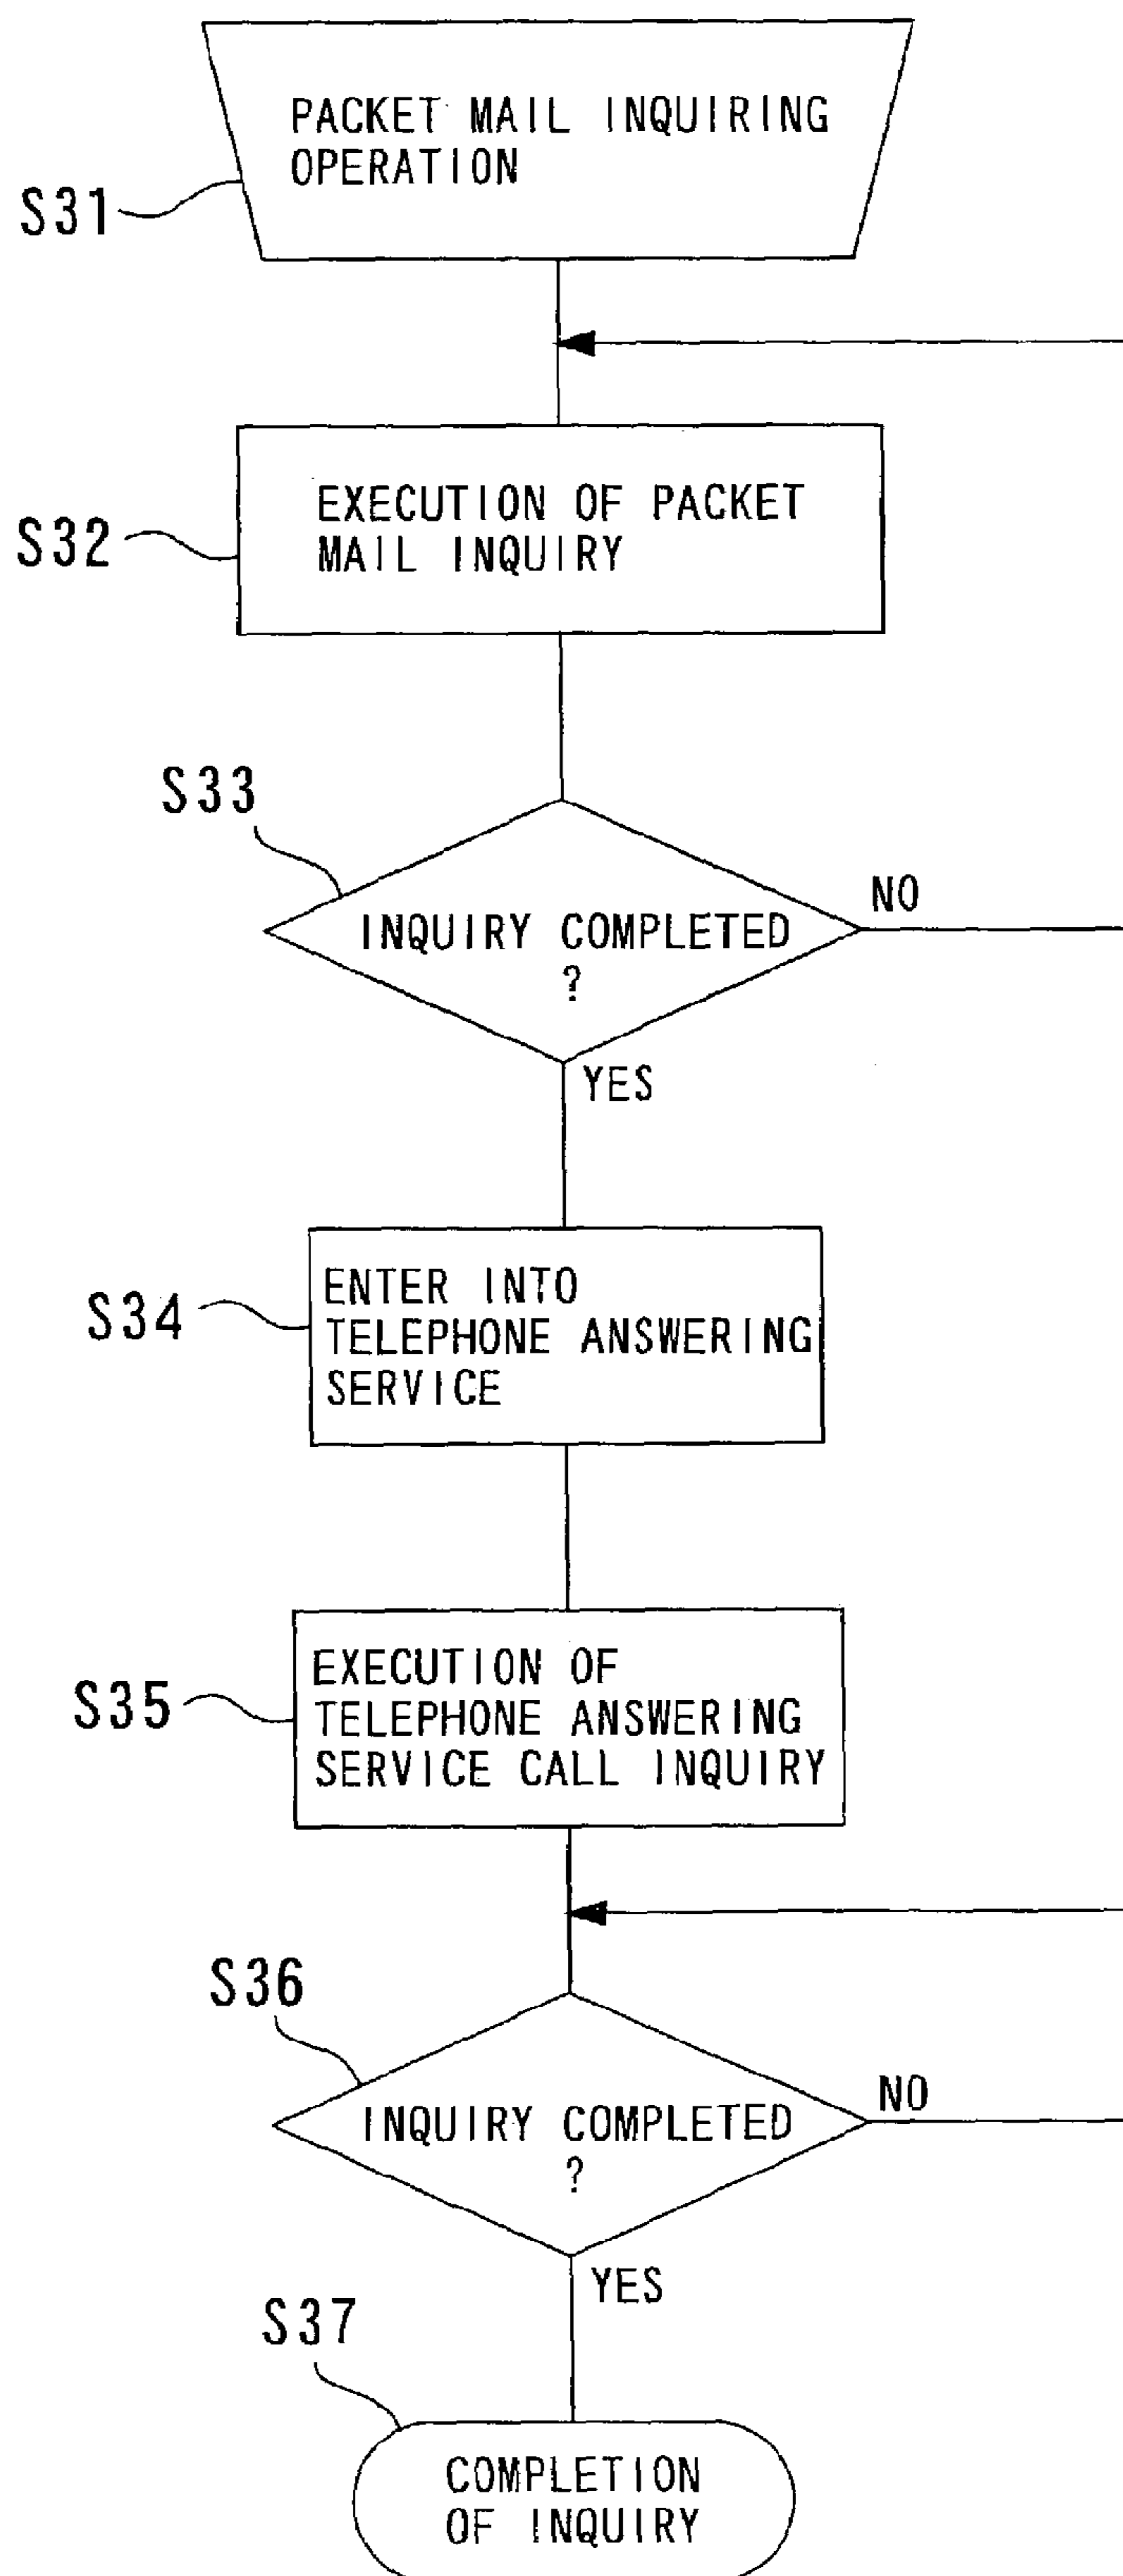 PACKET MAIL INQUIRING
OPERATION
S31
EXECUTION OF PACKET
MAIL INQUIRY
S32
S33
NO
INQUIRY COMPLETED
?
YES
ENTER INTO
TELEPHONE ANSWERING
SERVICE
S34
EXECUTION OF
TELEPHONE ANSWERING
SERVICE CALL INQUIRY
S35
S36
NO
INQUIRY COMPLETED
?
YES
S37
COMPLETION
OF INQUIRY